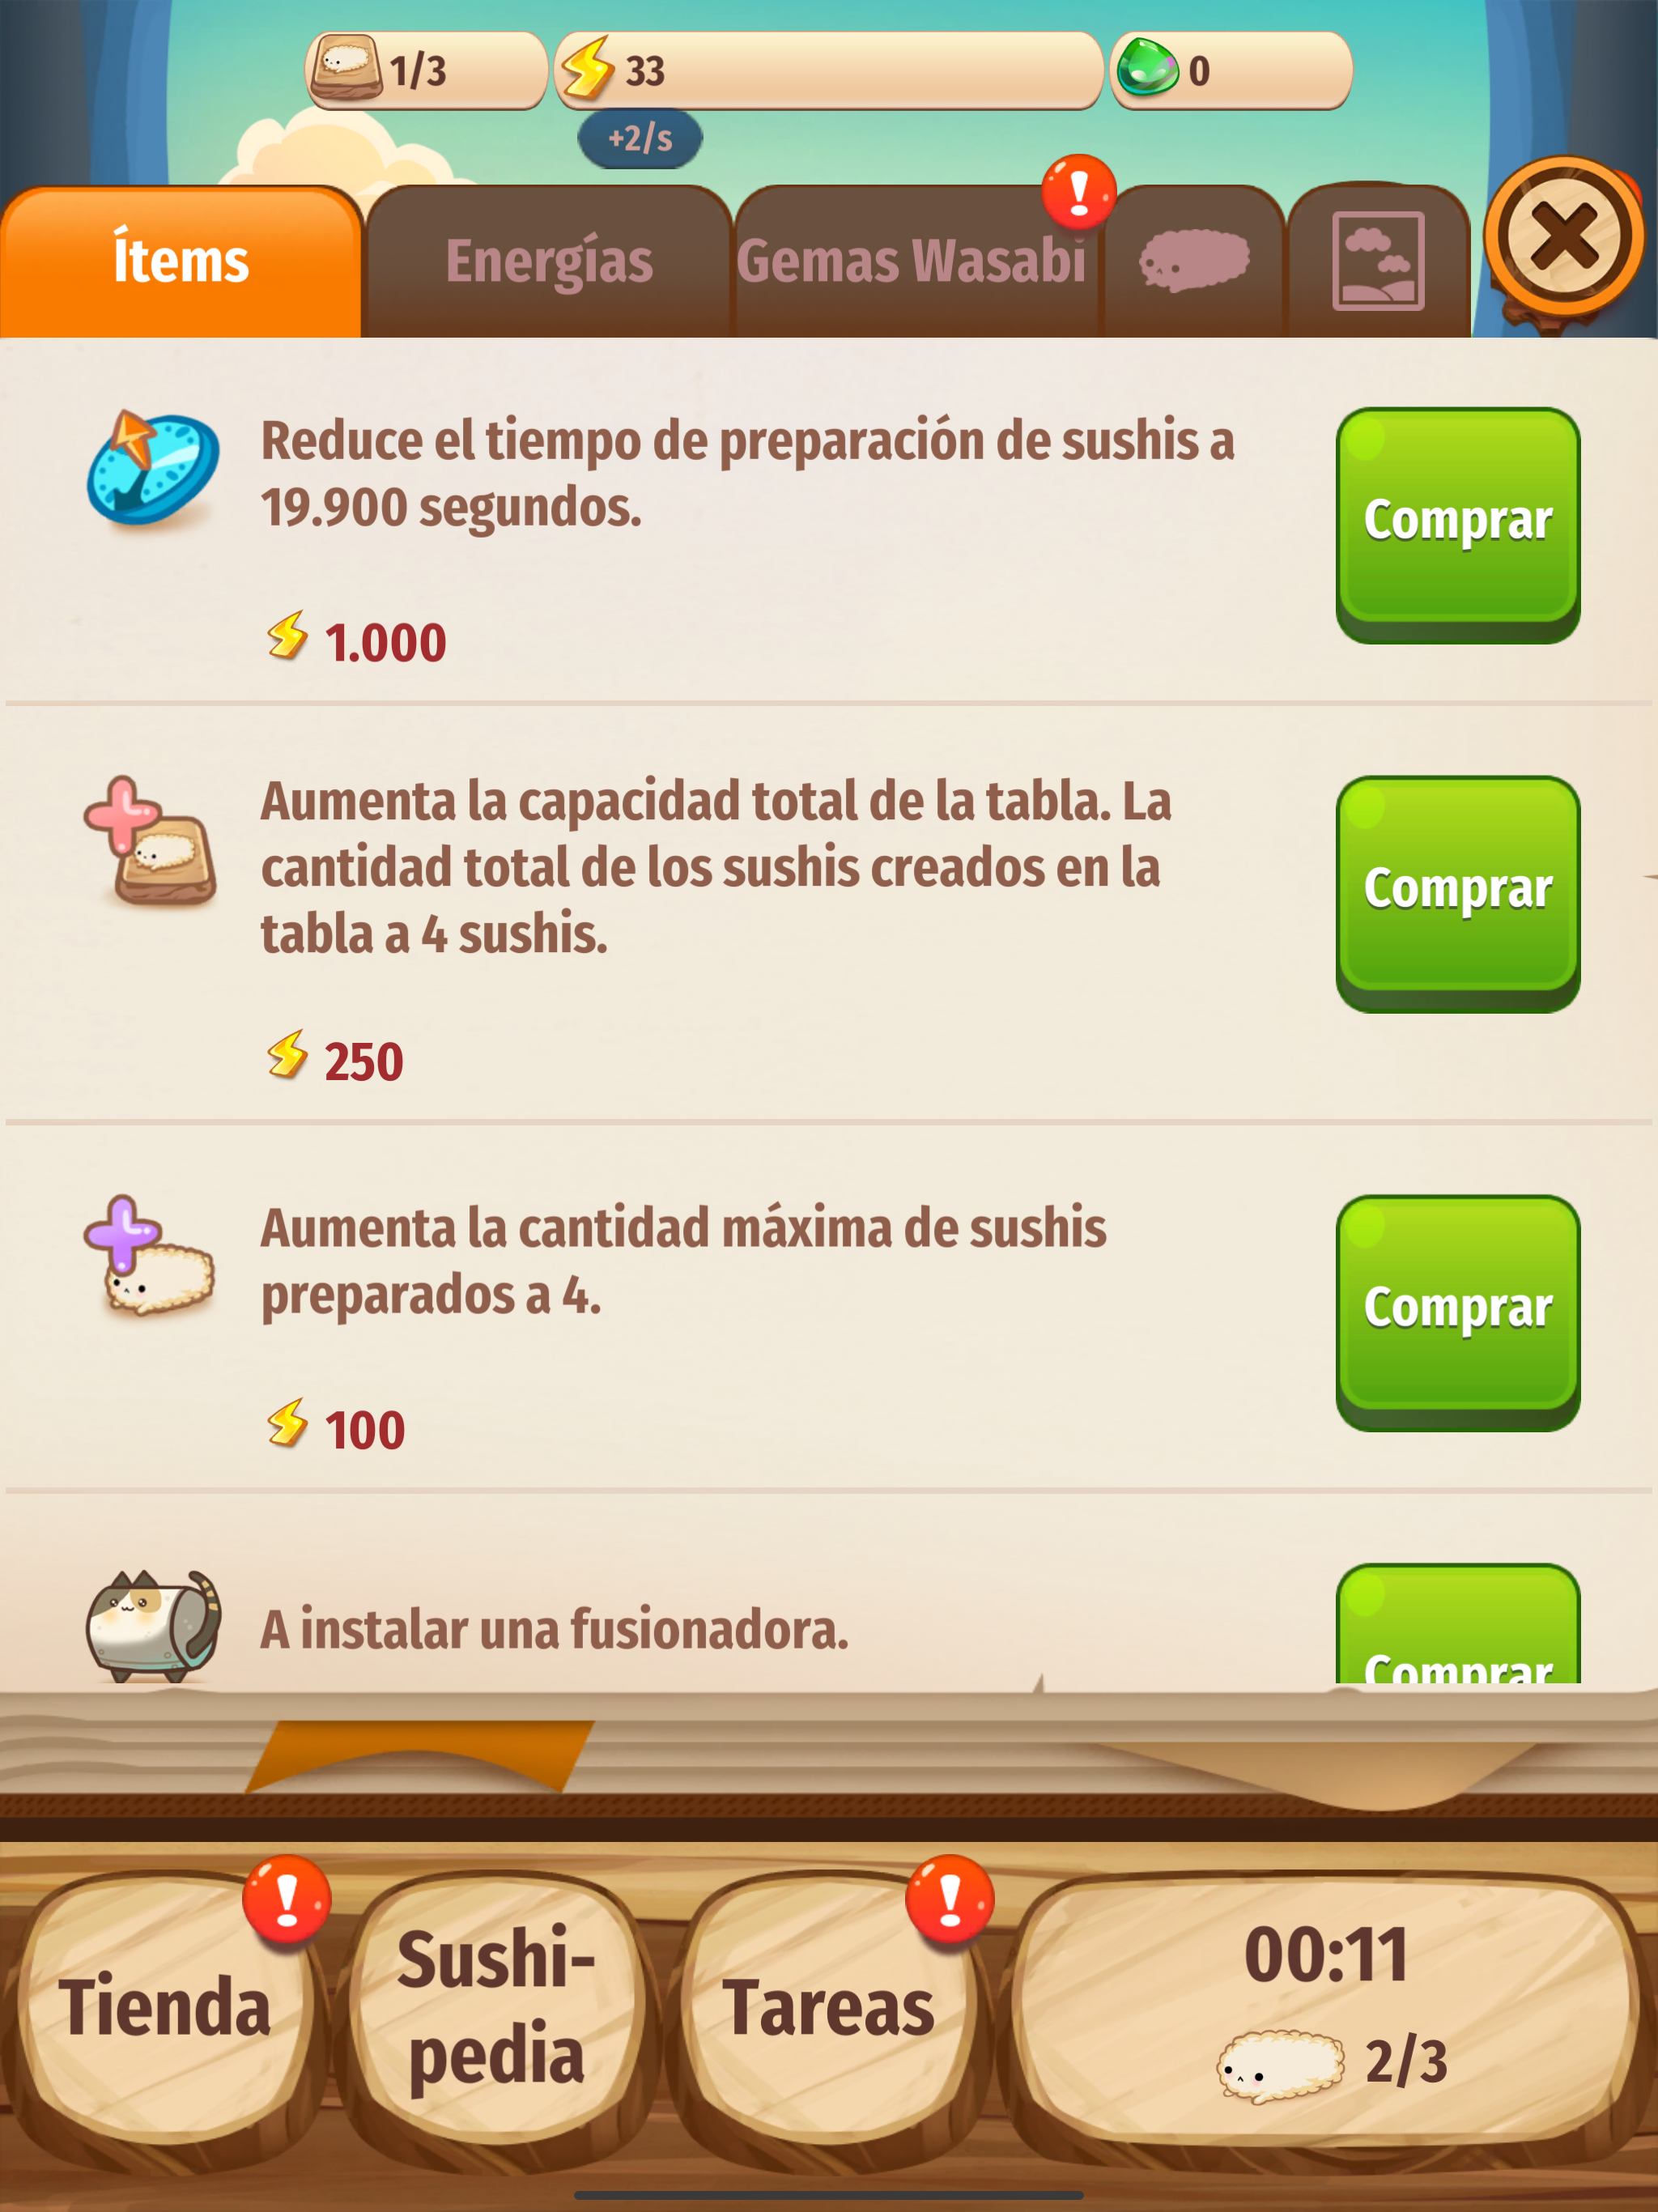 1/3
33
0
+2/s
Ítems
Energías
Gemas Wasabi
Reduce el tiempo de preparación de sushis a
19.900 segundos.
Comprar
1.000
Aumenta la capacidad total de la tabla. La
cantidad total de los sushis creados en la
tabla a 4 sushis.
Comprar
250
Aumenta la cantidad máxima de sushis
preparados a 4.
Comprar
100
A instalar una fusionadora.
Comprar
Tienda
Sushi-
pedia
Tareas
00:11
2/3